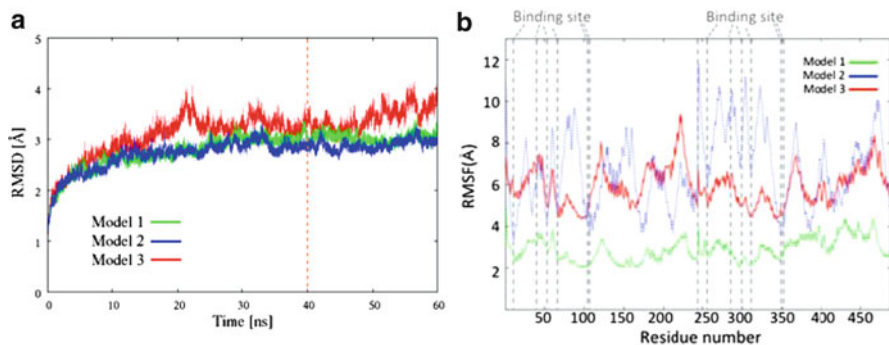 a
RMSD [Å]
5
4
3
2
1
0
Model 1
Model 2
Model 3
0 10 20 30 40 50 60
Time [ns]
b
Binding site Binding site
RMSF(Å)
12
10
8
6
4
2
Model 1
Model 2
Model 3
50 100 150 200 250 300 350 400 450
Residue number